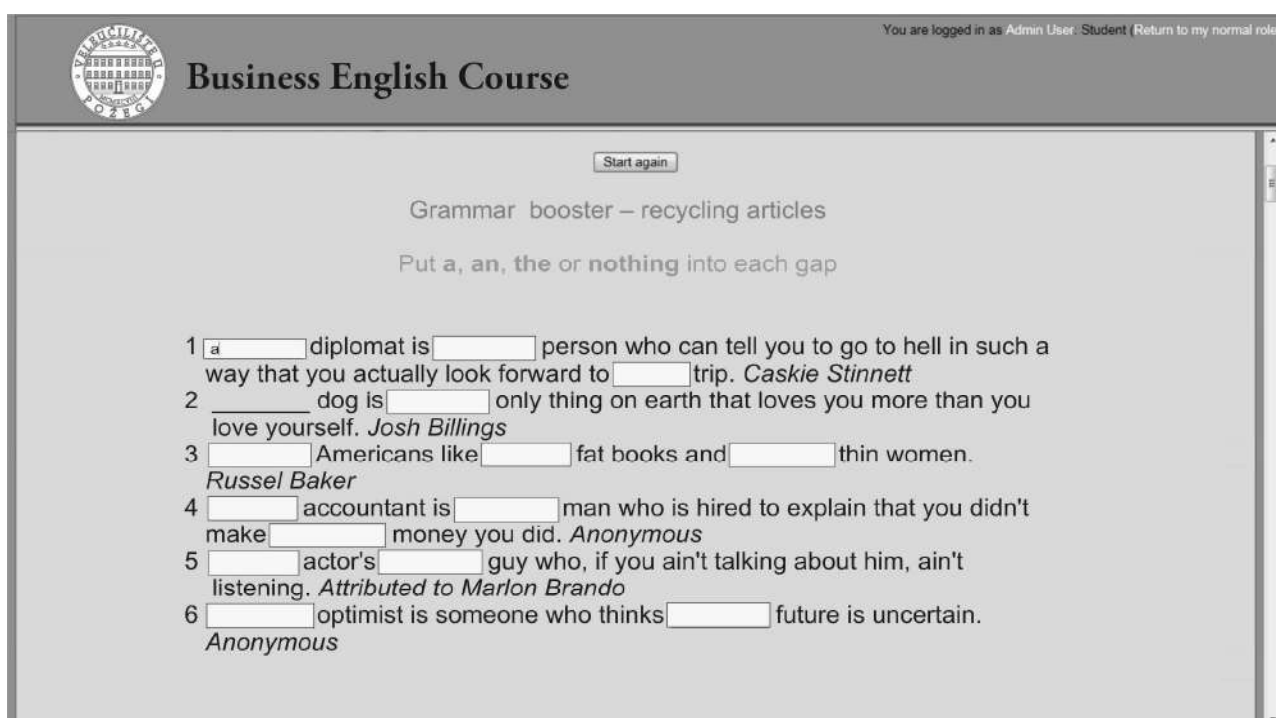 You are logged in as Admin User. Student (Return to my normal role
VELEUČILIŠTE U
POŽEGI
Business English Course
Start again
Grammar booster – recycling articles
Put a, an, the or nothing into each gap
1 a diplomat is person who can tell you to go to hell in such a
way that you actually look forward to trip. Caskie Stinnett
2 _______ dog is only thing on earth that loves you more than you
love yourself. Josh Billings
3 Americans like fat books and thin women.
Russel Baker
4 accountant is man who is hired to explain that you didn't
make money you did. Anonymous
5 actor's guy who, if you ain't talking about him, ain't
listening. Attributed to Marlon Brando
6 optimist is someone who thinks future is uncertain.
Anonymous